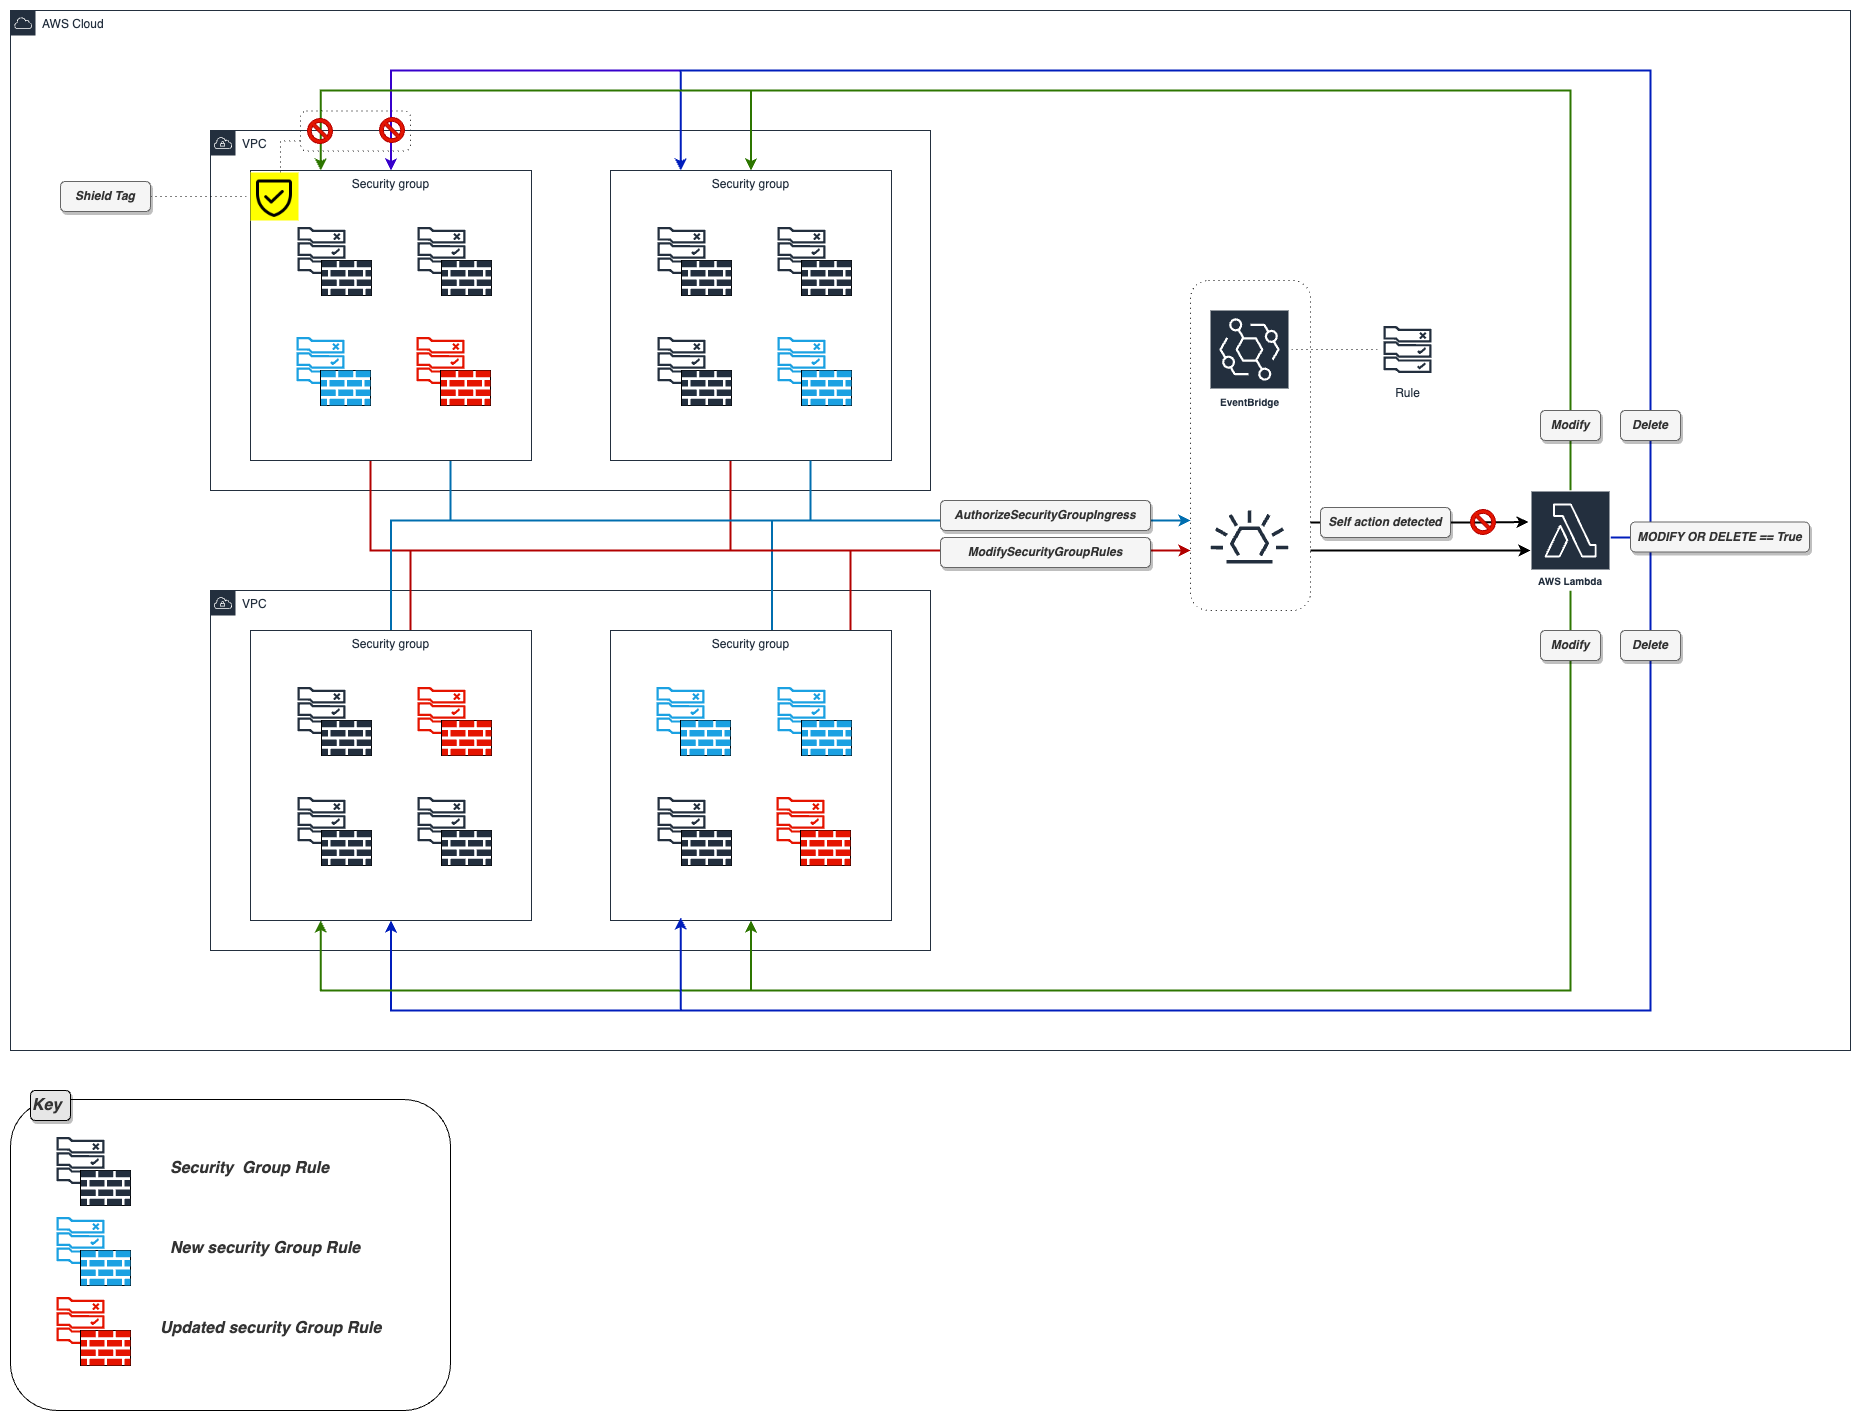 AWS Cloud
VPC
Shield Tag
Security group
Security group
EventBridge
Rule
Modify
Delete
AuthorizeSecurityGroupIngress
Self action detected
MODIFY OR DELETE == True
ModifySecurityGroupRules
AWS Lambda
VPC
Security group
Security group
Modify
Delete
Key
Security Group Rule
New security Group Rule
Updated security Group Rule